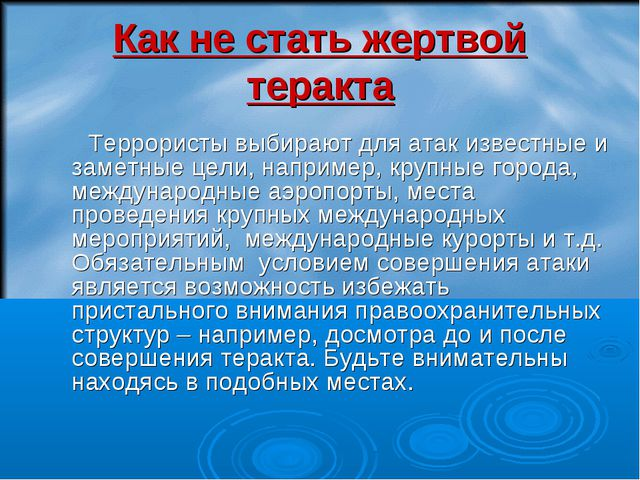 Как не стать жертвой
теракта
Террористы выбирают для атак известные и
заметные цели, например, крупные города,
международные аэропорты, места
проведения крупных международных
мероприятий, международные курорты и т.д.
Обязательным условием совершения атаки
является возможность избежать
пристального внимания правоохранительных
структур – например, досмотра до и после
совершения теракта. Будьте внимательны
находясь в подобных местах.